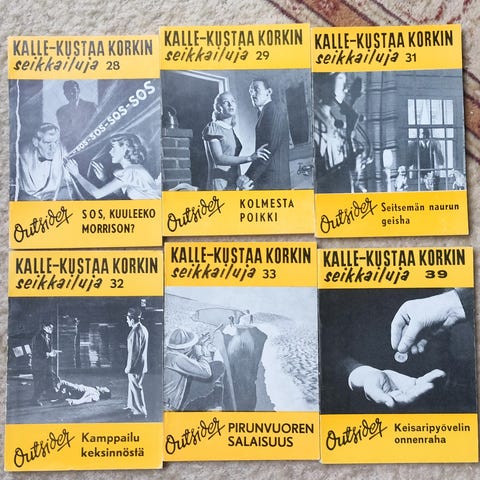 KALLE-KUSTAA KORKIN
seikkailuja 28
SOS-SOS-SOS-SOS
Outsider
SOS, KUULEEKO
MORRISON?
KALLE-KUSTAA KORKIN
seikkailuja 29
Outsider
KOLMESTA
POIKKI
KALLE-KUSTAA KORKIN
seikkailuja 31
Outsider
Seitsemän naurun
geisha
KALLE-KUSTAA KORKIN
seikkailuja 32
Outsider
Kamppailu
keksinnöstä
KALLE-KUSTAA KORKIN
seikkailuja 33
Outsider
PIRUNVUOREN
SALAISUUS
KALLE-KUSTAA KORKIN
seikkailuja 39
Outsider
Keisaripyövelin
onnenraha